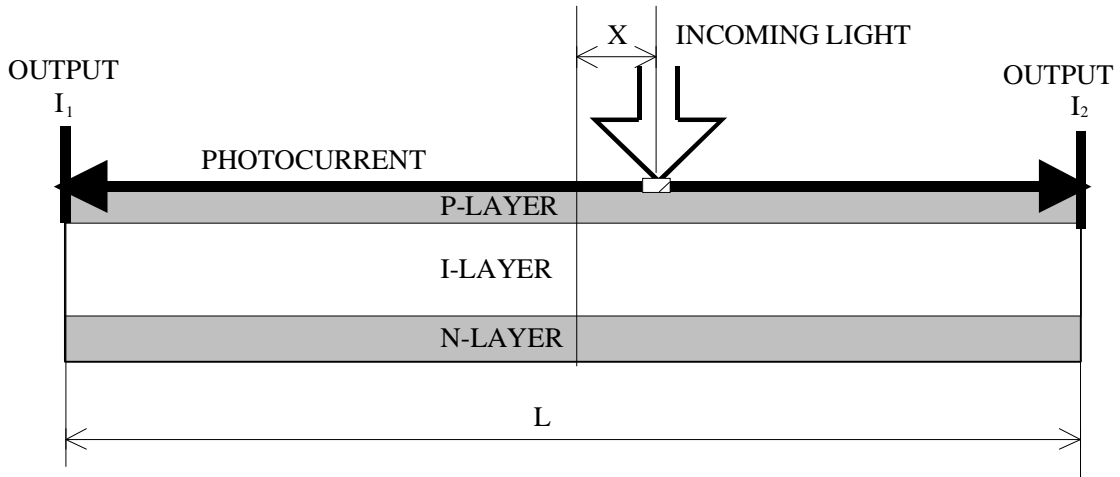 X
INCOMING LIGHT
OUTPUT
I₁
OUTPUT
I₂
PHOTOCURRENT
P-LAYER
I-LAYER
N-LAYER
L